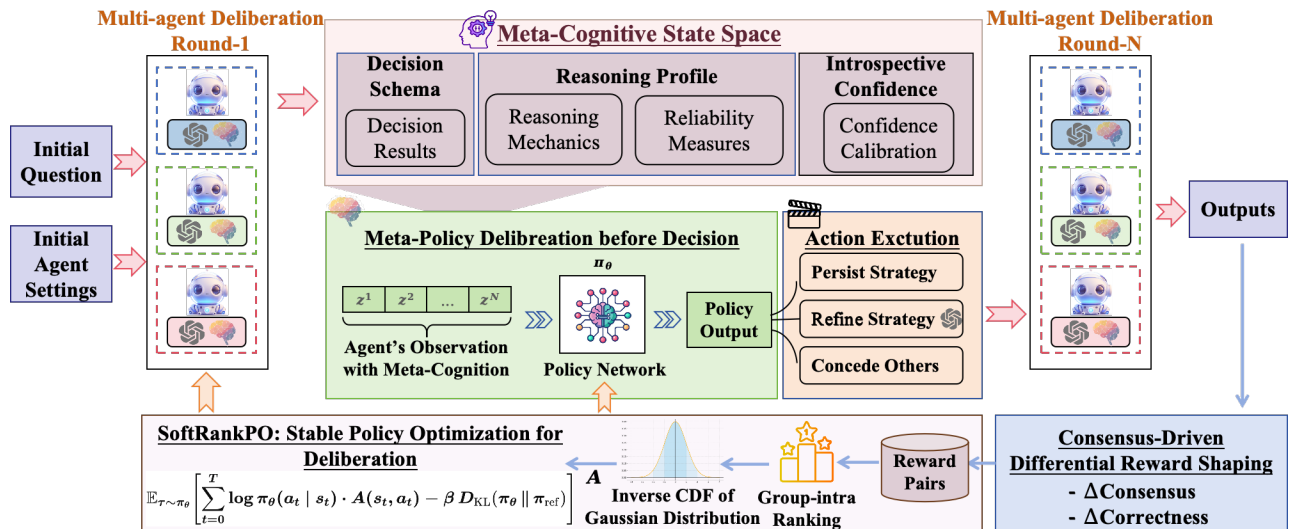 Multi-agent Deliberation
Round-1
Initial
Question
Initial
Agent
Settings
Meta-Cognitive State Space
Decision
Schema
Decision
Results
Reasoning Profile
Reasoning
Mechanics
Reliability
Measures
Introspective
Confidence
Confidence
Calibration
Meta-Policy Delibreation before Decision
z^1 z^2 ... z^N
Agent's Observation
with Meta-Cognition
π_θ
Policy Network
Policy
Output
Action Exctution
Persist Strategy
Refine Strategy
Concede Others
Multi-agent Deliberation
Round-N
Outputs
Consensus-Driven
Differential Reward Shaping
- ΔConsensus
- ΔCorrectness
Reward
Pairs
1
Group-intra
Ranking
Inverse CDF of
Gaussian Distribution
A
SoftRankPO: Stable Policy Optimization for
Deliberation
𝔼_{τ∼π_θ} [ ∑_{t=0}^{T} log π_θ(a_t | s_t) · A(s_t, a_t) − β D_KL(π_θ ‖ π_ref) ]